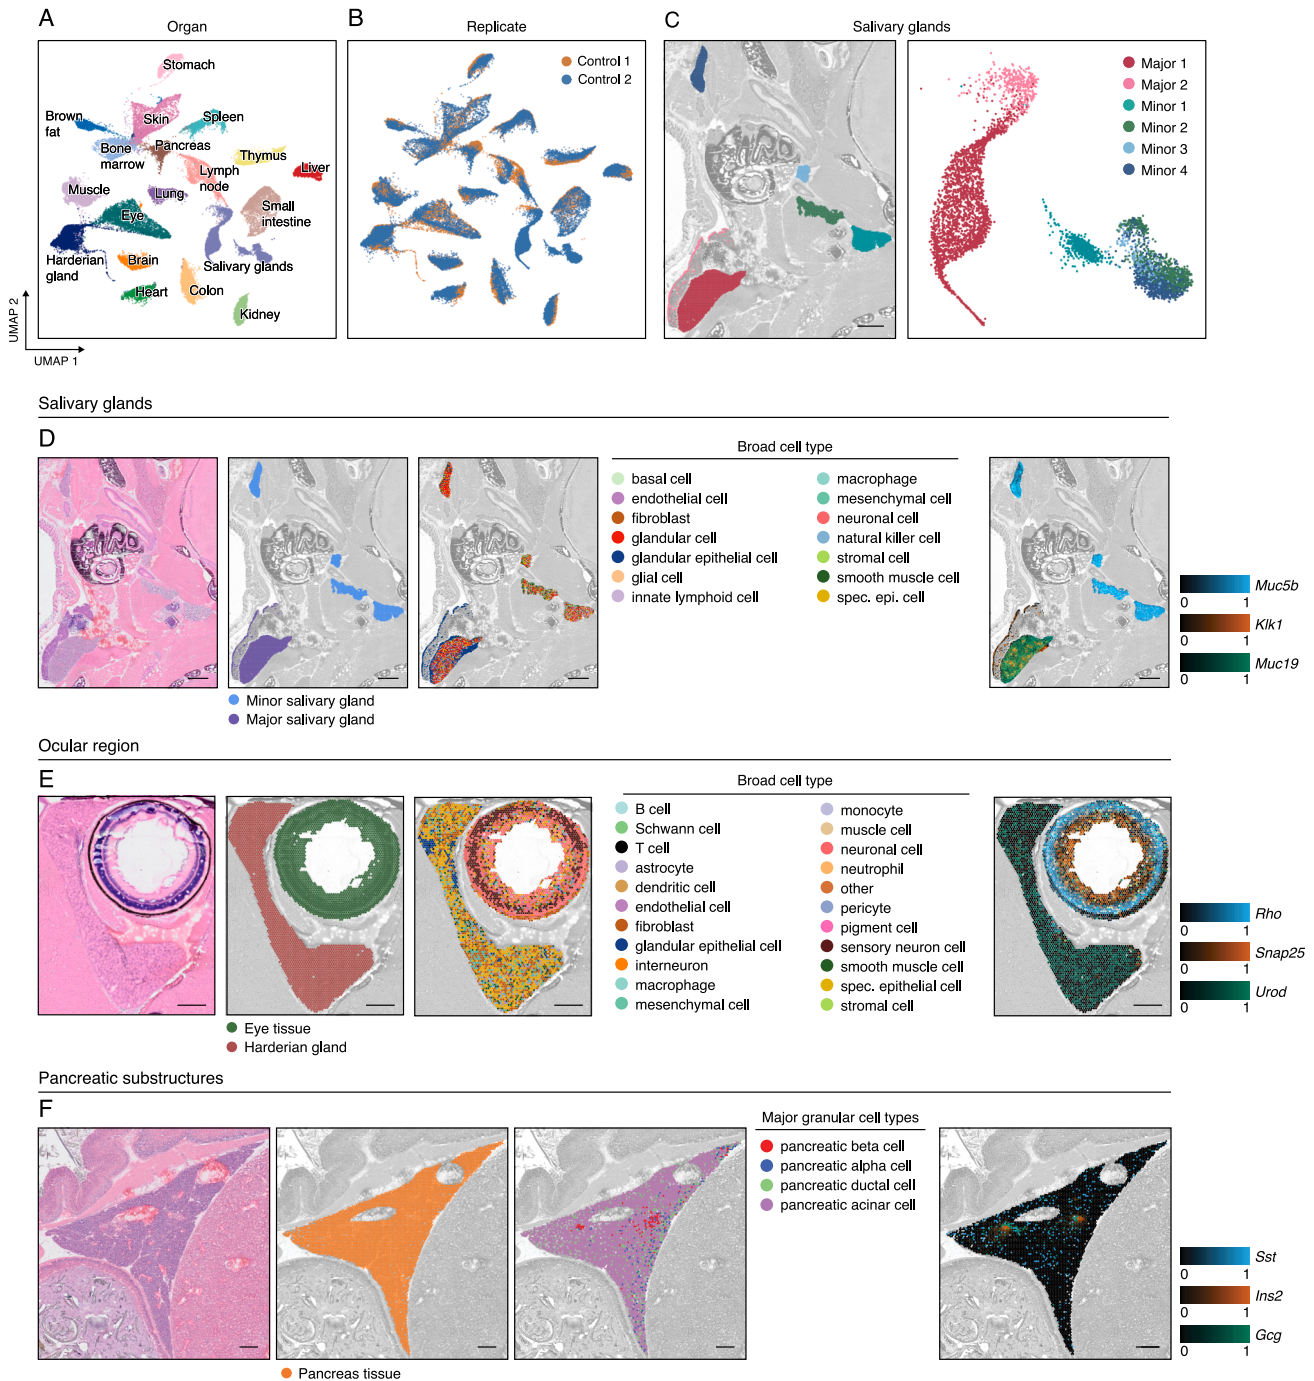 A
Organ
Stomach
Brown
fat
Skin
Spleen
Bone
marrow
Pancreas
Thymus
Lymph
node
Liver
Muscle
Lung
Eye
Small
intestine
Harderian
gland
Brain
Salivary glands
Heart
Colon
Kidney
UMAP 2
UMAP 1
B
Replicate
Control 1
Control 2
C
Salivary glands
Major 1
Major 2
Minor 1
Minor 2
Minor 3
Minor 4
Salivary glands
D
Minor salivary gland
Major salivary gland
Broad cell type
basal cell
endothelial cell
fibroblast
glandular cell
glandular epithelial cell
glial cell
innate lymphoid cell
macrophage
mesenchymal cell
neuronal cell
natural killer cell
stromal cell
smooth muscle cell
spec. epi. cell
Muc5b
0 1
Klk1
0 1
Muc19
0 1
Ocular region
E
Eye tissue
Harderian gland
Broad cell type
B cell
Schwann cell
T cell
astrocyte
dendritic cell
endothelial cell
fibroblast
glandular epithelial cell
interneuron
macrophage
mesenchymal cell
monocyte
muscle cell
neuronal cell
neutrophil
other
pericyte
pigment cell
sensory neuron cell
smooth muscle cell
spec. epithelial cell
stromal cell
Rho
0 1
Snap25
0 1
Urod
0 1
Pancreatic substructures
F
Pancreas tissue
Major granular cell types
pancreatic beta cell
pancreatic alpha cell
pancreatic ductal cell
pancreatic acinar cell
Sst
0 1
Ins2
0 1
Gcg
0 1